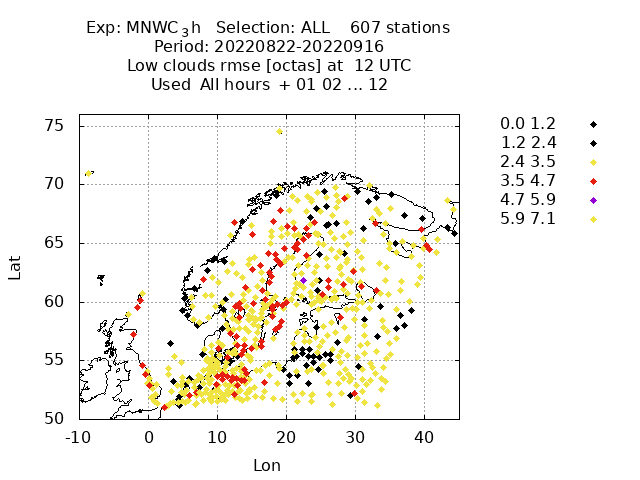 Exp: MNWC_3h   Selection: ALL    607 stations
Period: 20220822-20220916
Low clouds rmse [octas] at  12 UTC
Used  All hours  + 01 02 ... 12
0.0 1.2
1.2 2.4
2.4 3.5
3.5 4.7
4.7 5.9
5.9 7.1
75
70
65
60
55
50
Lat
-10 0 10 20 30 40
Lon